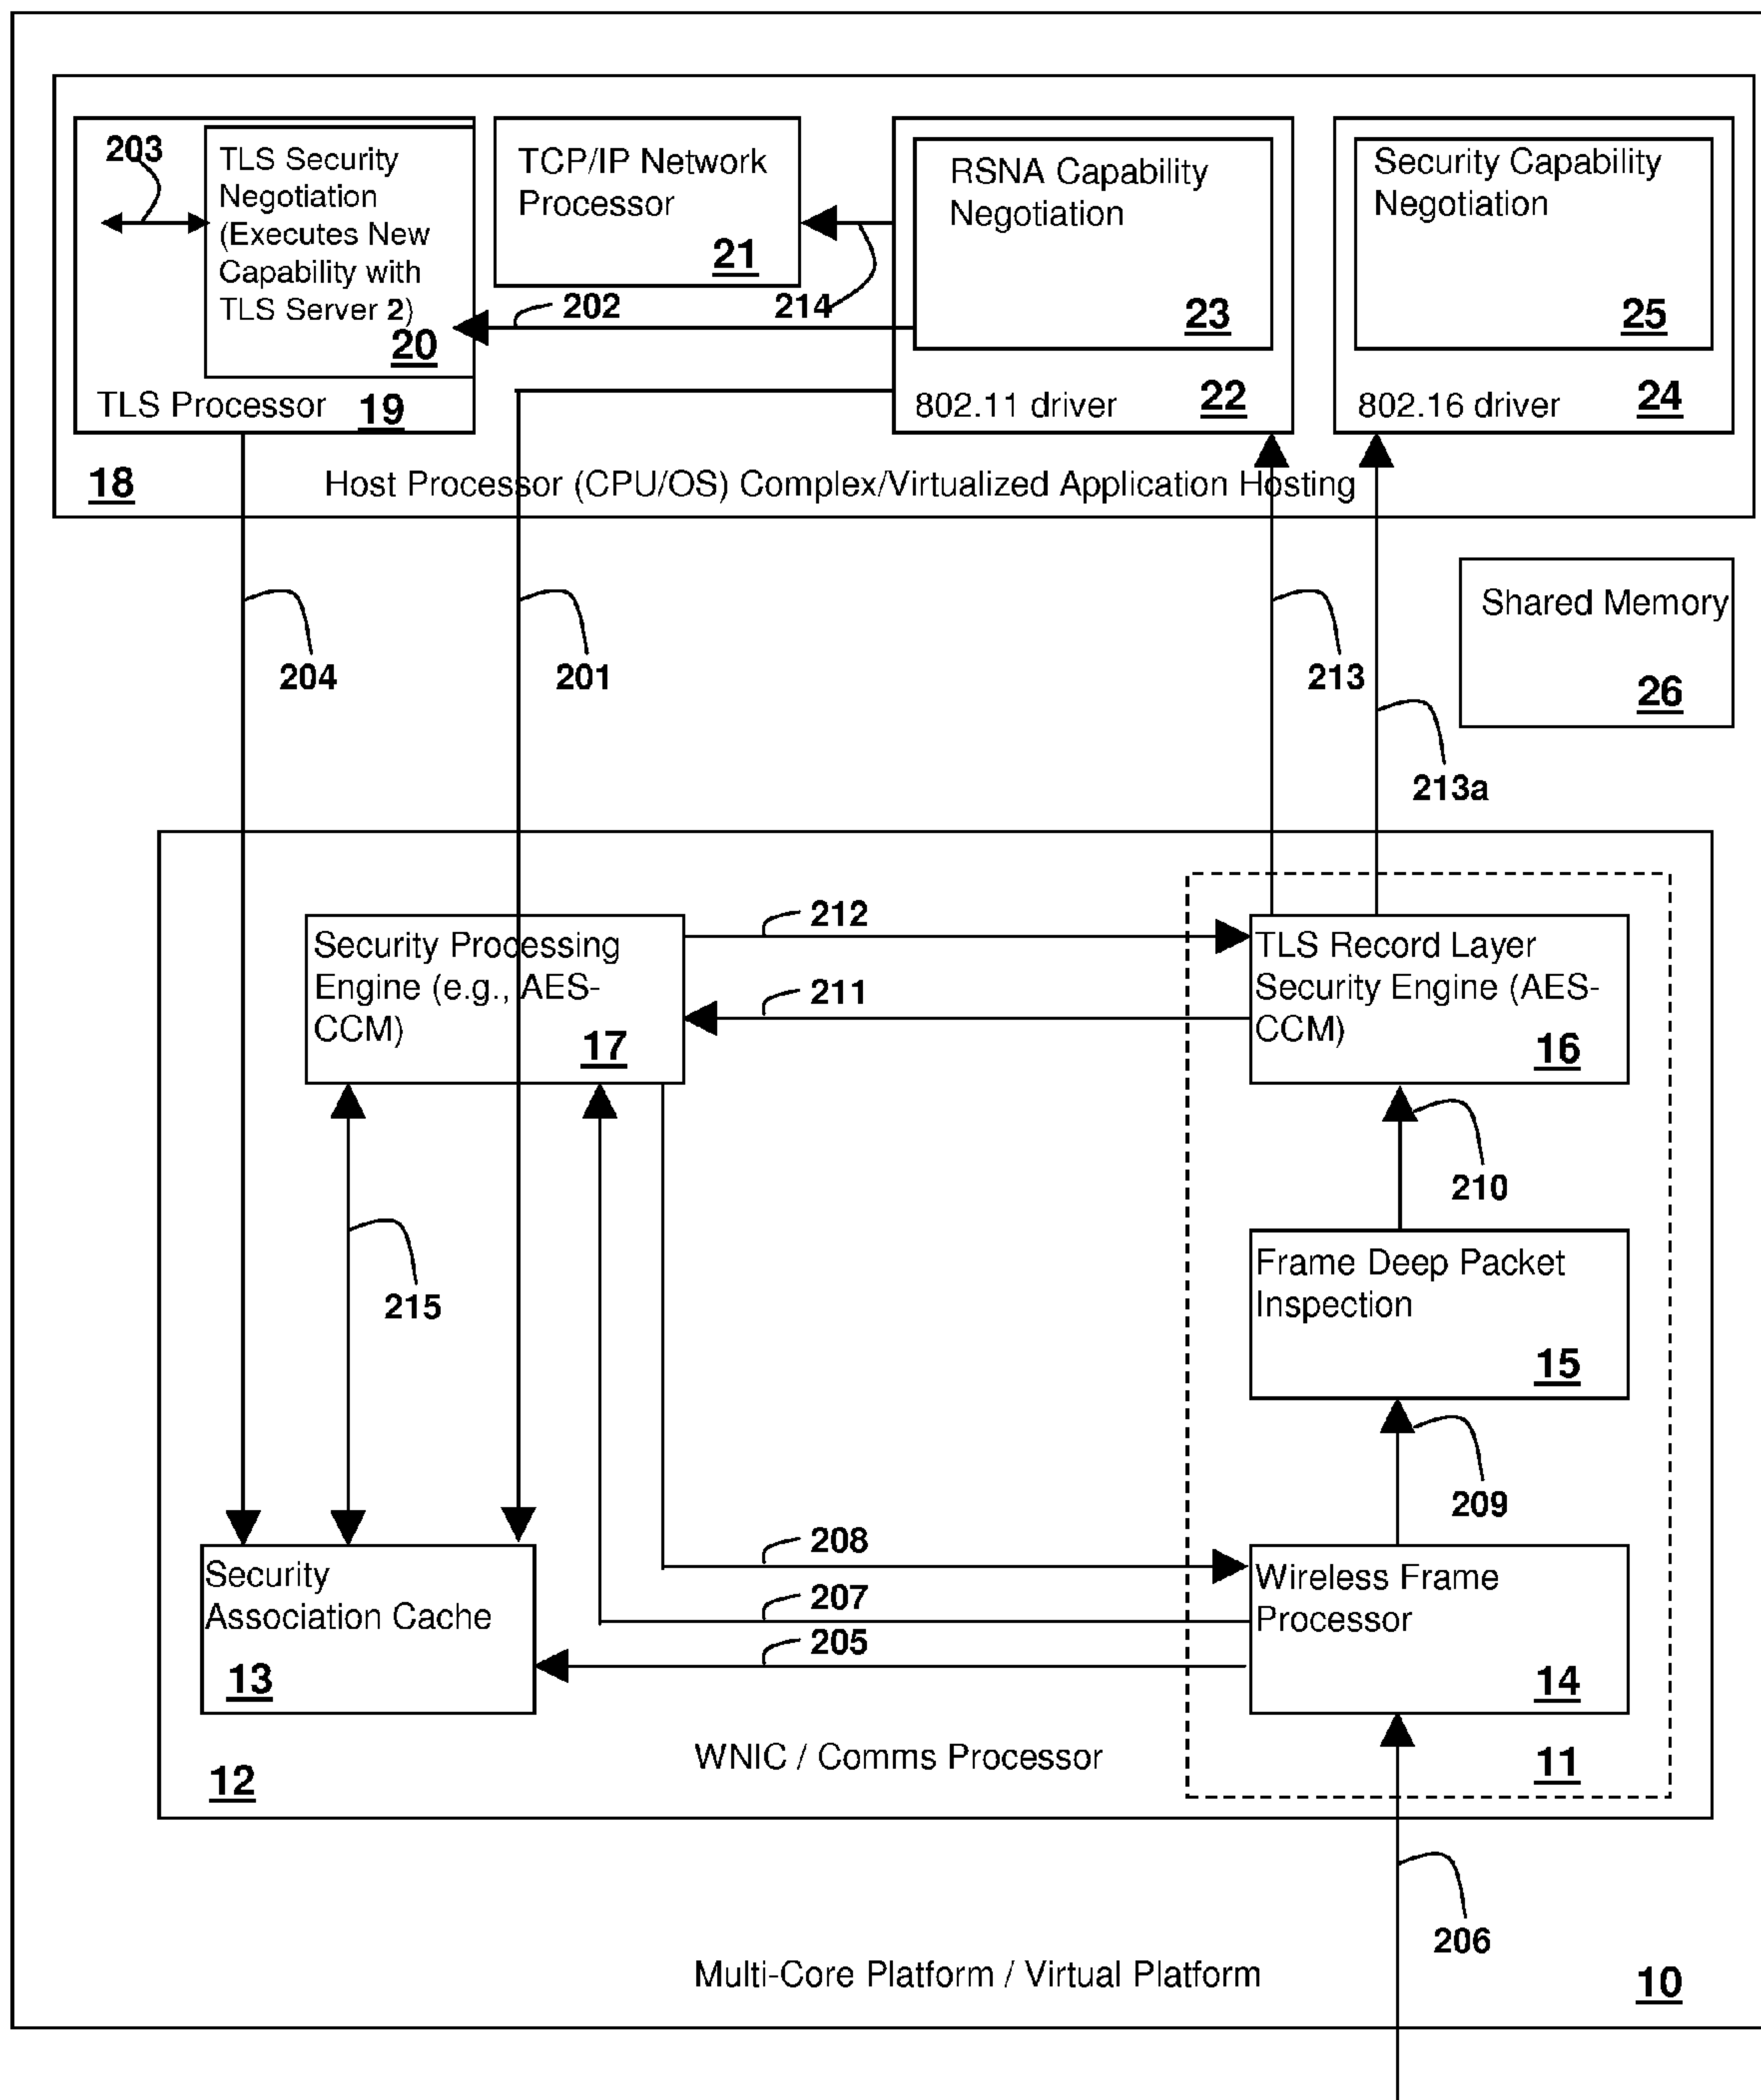 203
TLS Security
Negotiation
(Executes New
Capability with
TLS Server 2)
20
TLS Processor 19
TCP/IP Network
Processor
21
202
214
RSNA Capability
Negotiation
23
802.11 driver 22
Security Capability
Negotiation
25
802.16 driver 24
18
Host Processor (CPU/OS) Complex/Virtualized Application Hosting
204
201
213
213a
Shared Memory
26
Security Processing
Engine (e.g., AES-
CCM)
17
212
211
TLS Record Layer
Security Engine (AES-
CCM)
16
210
215
Frame Deep Packet
Inspection
15
209
208
207
205
Security
Association Cache
13
Wireless Frame
Processor
14
12
WNIC / Comms Processor
11
206
Multi-Core Platform / Virtual Platform
10